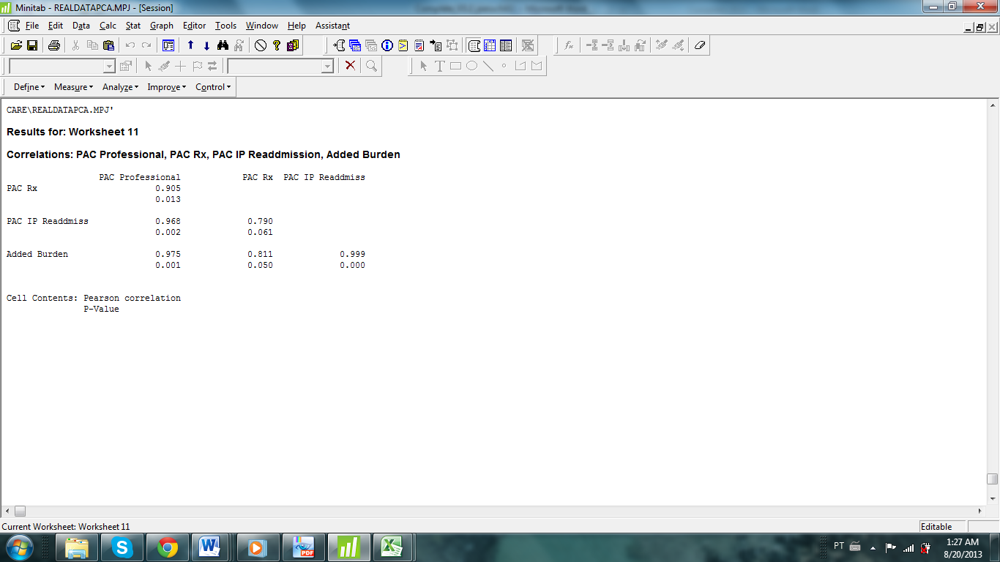 Minitab - REALDATAPCA.MPJ - [Session]
File Edit Data Calc Stat Graph Editor Tools Window Help Assistant
Define Measure Analyze Improve Control
CARE\REALDATAPCA.MPJ'
Results for: Worksheet 11
Correlations: PAC Professional, PAC Rx, PAC IP Readdmission, Added Burden
PAC Professional PAC Rx PAC IP Readdmiss
PAC Rx 0.905
0.013
PAC IP Readdmiss 0.968 0.790
0.002 0.061
Added Burden 0.975 0.811 0.999
0.001 0.050 0.000
Cell Contents: Pearson correlation
P-Value
Current Worksheet: Worksheet 11 Editable
PT 1:27 AM
8/20/2013